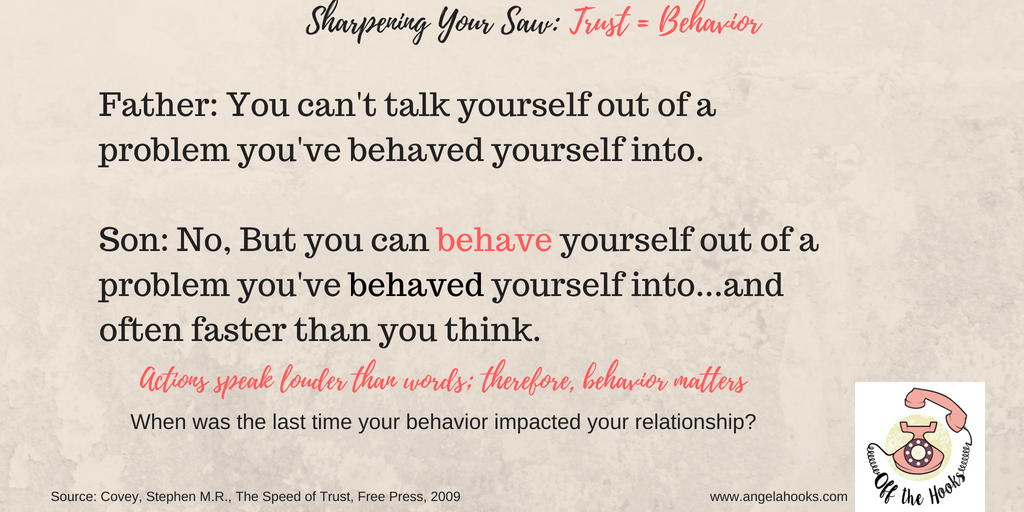 Sharpening Your Saw: Trust = Behavior
Father: You can't talk yourself out of a
problem you've behaved yourself into.
Son: No, But you can behave yourself out of a
problem you've behaved yourself into...and
often faster than you think.
Actions speak louder than words; therefore, behavior matters
When was the last time your behavior impacted your relationship?
Source: Covey, Stephen M.R., The Speed of Trust, Free Press, 2009
www.angelahooks.com
Off the Hooks